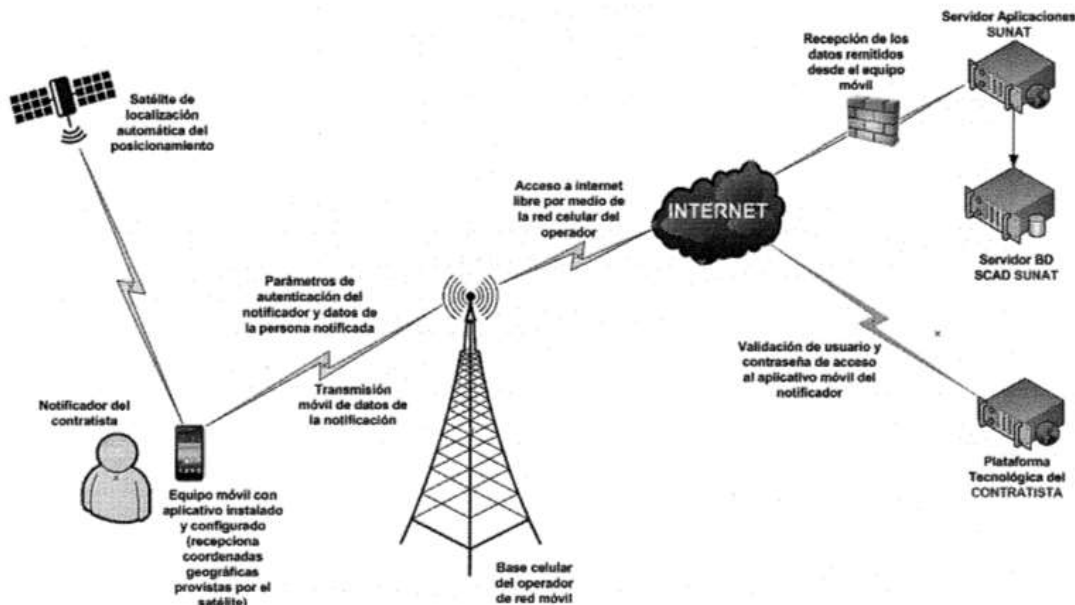 Servidor Aplicaciones
SUNAT
Recepción de los
datos remitidos
desde el equipo
móvil
Satélite de
localización
automática del
posicionamiento
Acceso a internet
libre por medio de
la red celular del
operador
INTERNET
Servidor BD
SCAD SUNAT
Parámetros de
autenticación del
notificador y datos de
la persona notificada
Validación de usuario y
contraseña de acceso
al aplicativo móvil del
notificador
Transmisión
móvil de datos de
la notificación
Notificador del
contratista
Plataforma
Tecnológica del
CONTRATISTA
Equipo móvil con
aplicativo instalado
y configurado
(recepciona
coordenadas
geográficas
provistas por el
satélite)
Base celular
del operador
de red móvil